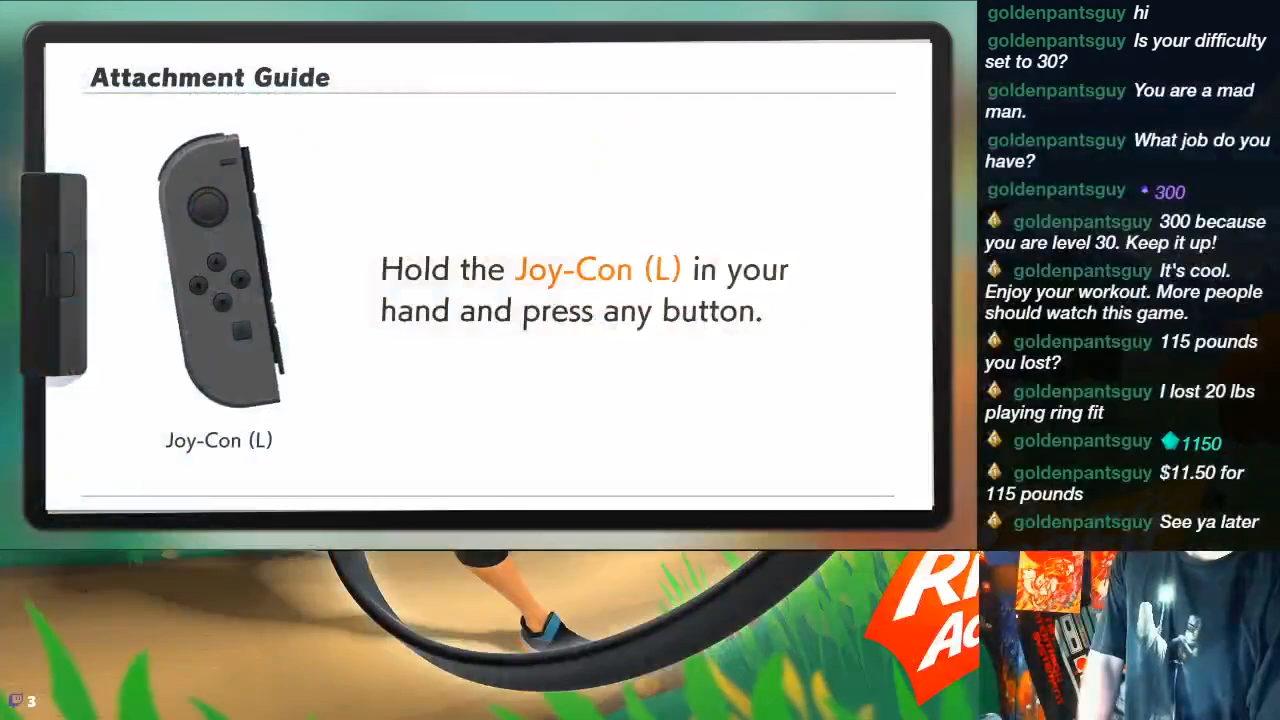 Attachment Guide
Hold the Joy-Con (L) in your
hand and press any button.
Joy-Con (L)
goldenpantsguy hi
goldenpantsguy Is your difficulty
set to 30?
goldenpantsguy You are a mad
man.
goldenpantsguy What job do you
have?
goldenpantsguy 300
goldenpantsguy 300 because
you are level 30. Keep it up!
goldenpantsguy It's cool.
Enjoy your workout. More people
should watch this game.
goldenpantsguy 115 pounds
you lost?
goldenpantsguy I lost 20 lbs
playing ring fit
goldenpantsguy 1150
goldenpantsguy $11.50 for
115 pounds
goldenpantsguy See ya later
3